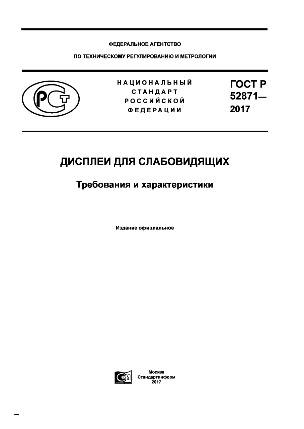 ФЕДЕРАЛЬНОЕ АГЕНТСТВО
ПО ТЕХНИЧЕСКОМУ РЕГУЛИРОВАНИЮ И МЕТРОЛОГИИ
НАЦИОНАЛЬНЫЙ
СТАНДАРТ
РОССИЙСКОЙ
ФЕДЕРАЦИИ
ГОСТ Р
52871—
2017
ДИСПЛЕИ ДЛЯ СЛАБОВИДЯЩИХ
Требования и характеристики
Издание официальное
Москва
Стандартинформ
2017